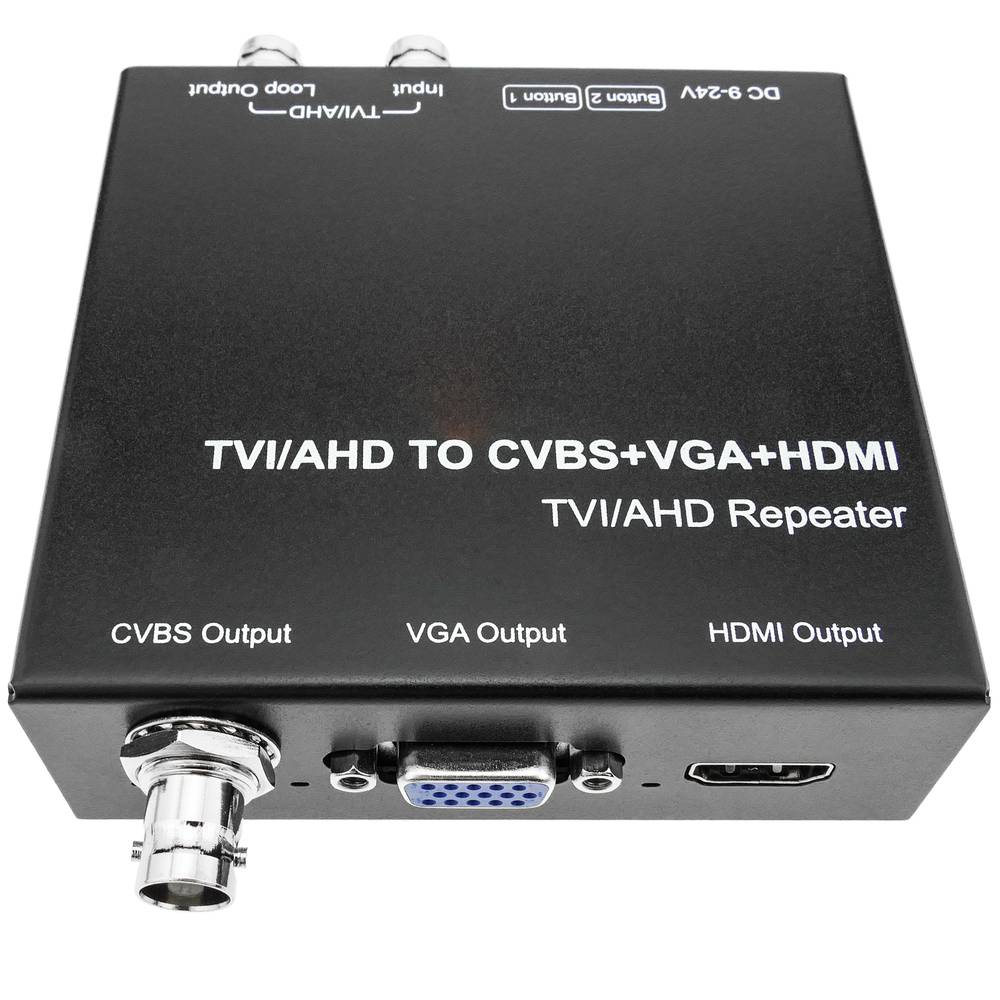 TVI/AHD
Loop Output Input
Button 1 Button 2 DC 9-24V
TVI/AHD TO CVBS+VGA+HDMI
TVI/AHD Repeater
CVBS Output VGA Output HDMI Output